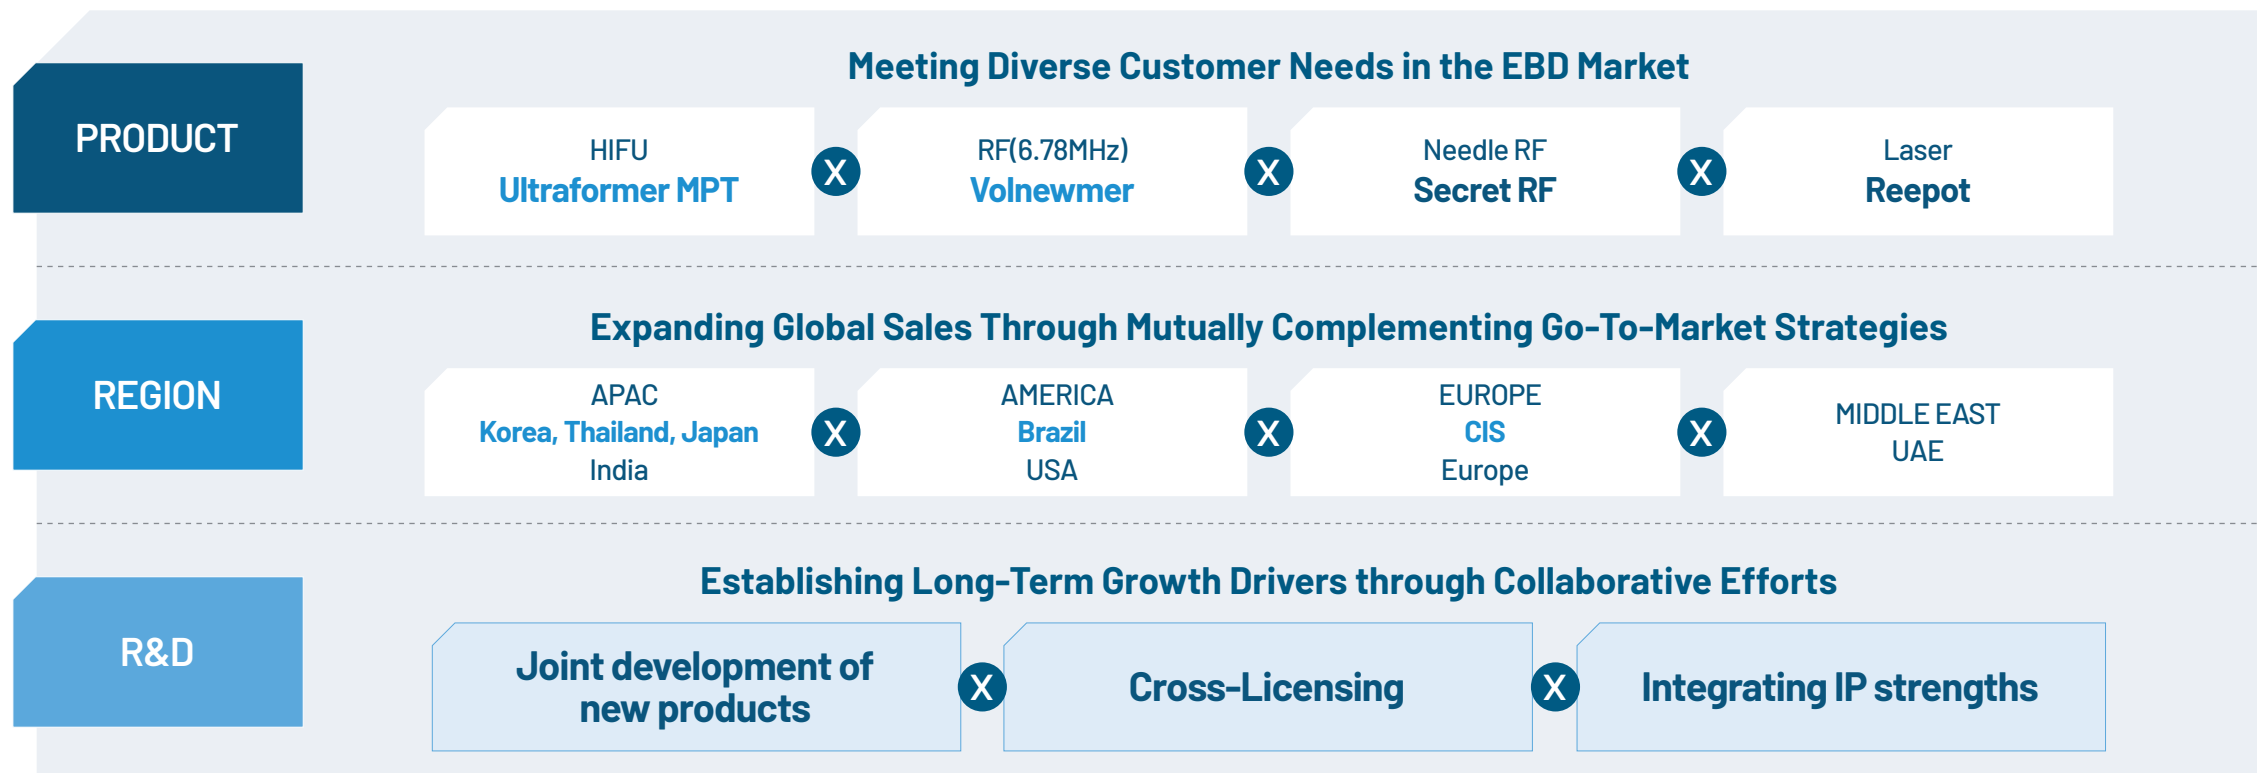 PRODUCT
Meeting Diverse Customer Needs in the EBD Market
HIFU
Ultraformer MPT
X
RF(6.78MHz)
Volnewmer
X
Needle RF
Secret RF
X
Laser
Reepot
REGION
Expanding Global Sales Through Mutually Complementing Go-To-Market Strategies
APAC
Korea, Thailand, Japan
India
X
AMERICA
Brazil
USA
X
EUROPE
CIS
Europe
X
MIDDLE EAST
UAE
R&D
Establishing Long-Term Growth Drivers through Collaborative Efforts
Joint development of
new products
X
Cross-Licensing
X
Integrating IP strengths